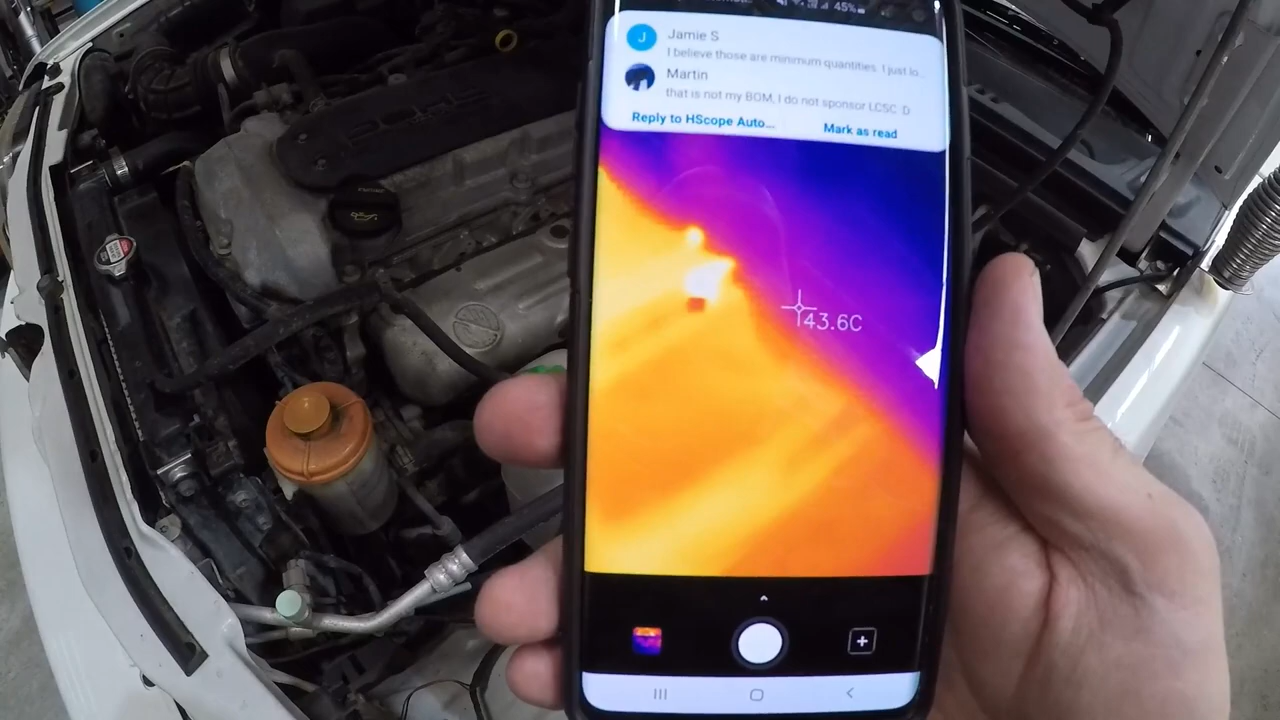 45%
J
Jamie S
I believe those are minimum quantities. I just lo...
Martin
that is not my BOM, I do not sponsor LCSC :D
Reply to HScope Auto... Mark as read
43.6C